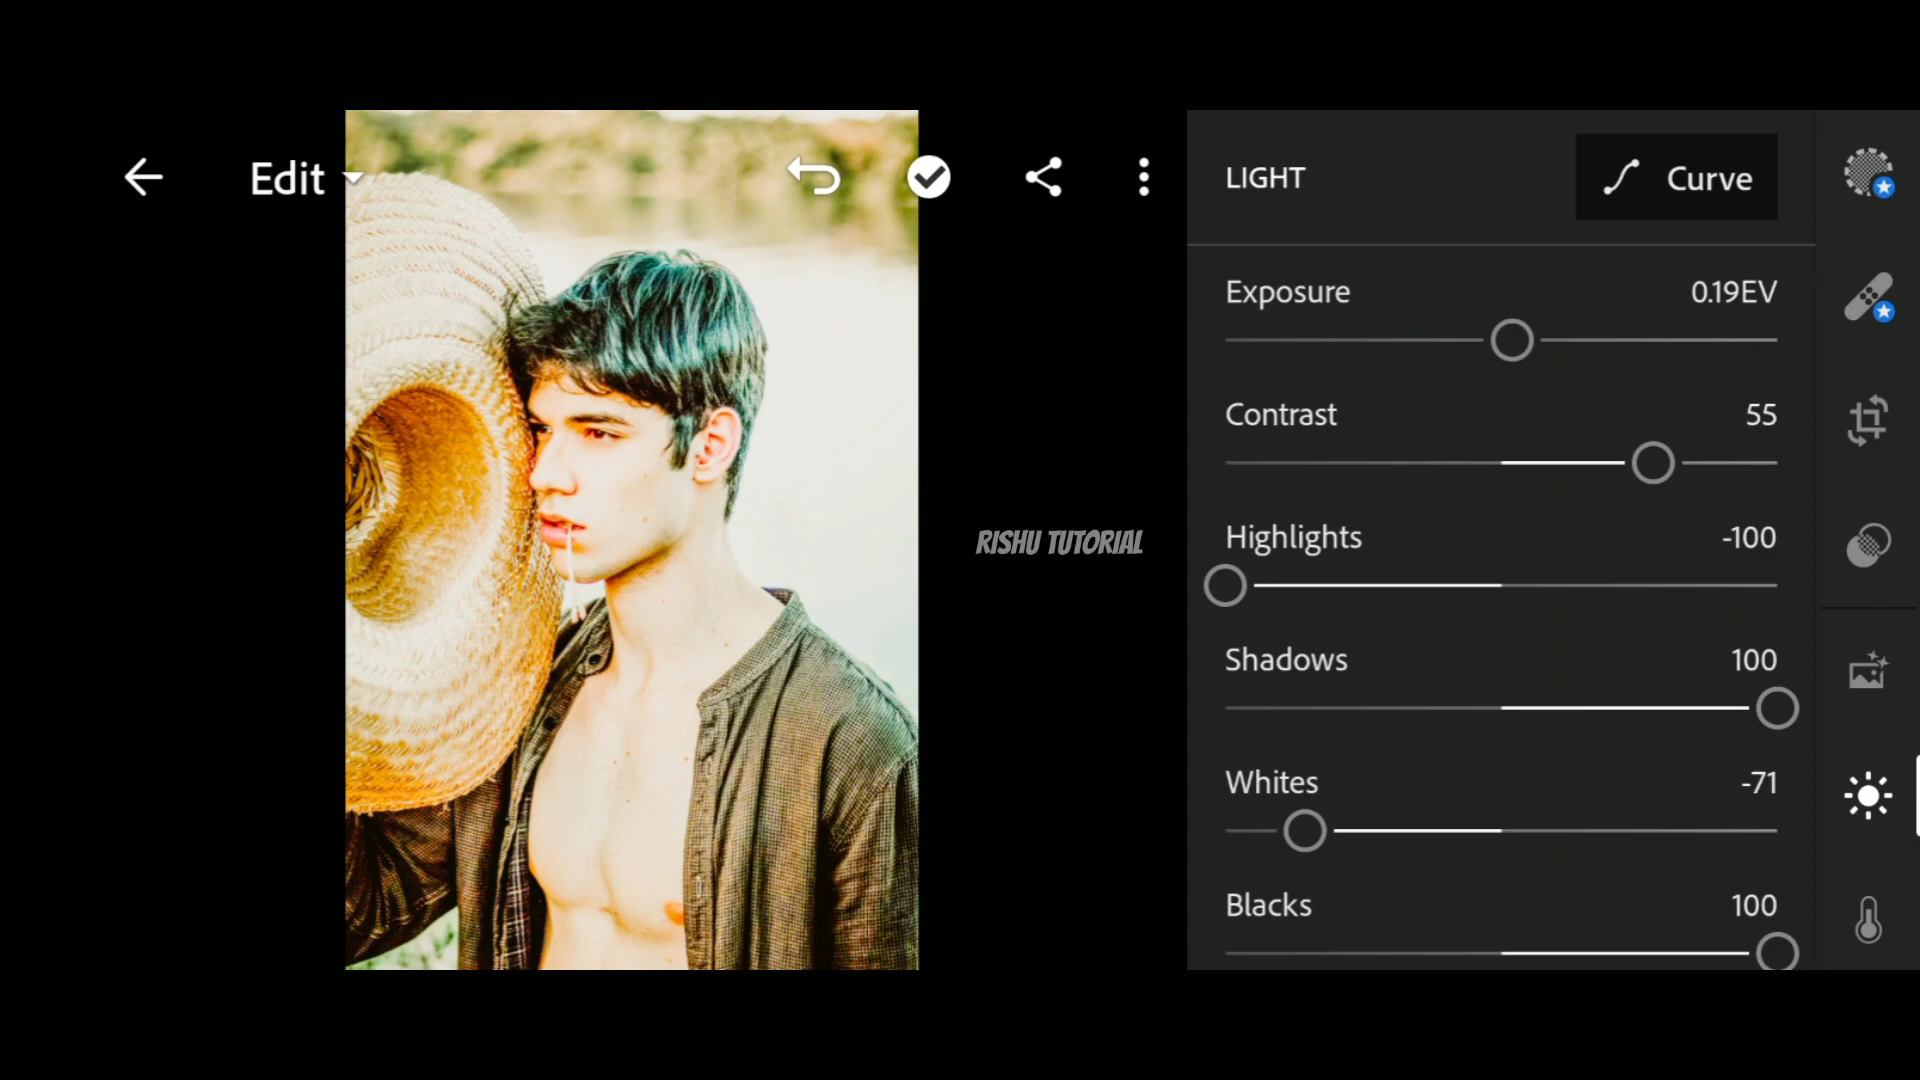 Edit
LIGHT
Curve
Exposure 0.19EV
Contrast 55
Highlights -100
RISHU TUTORIAL
Shadows 100
Whites -71
Blacks 100